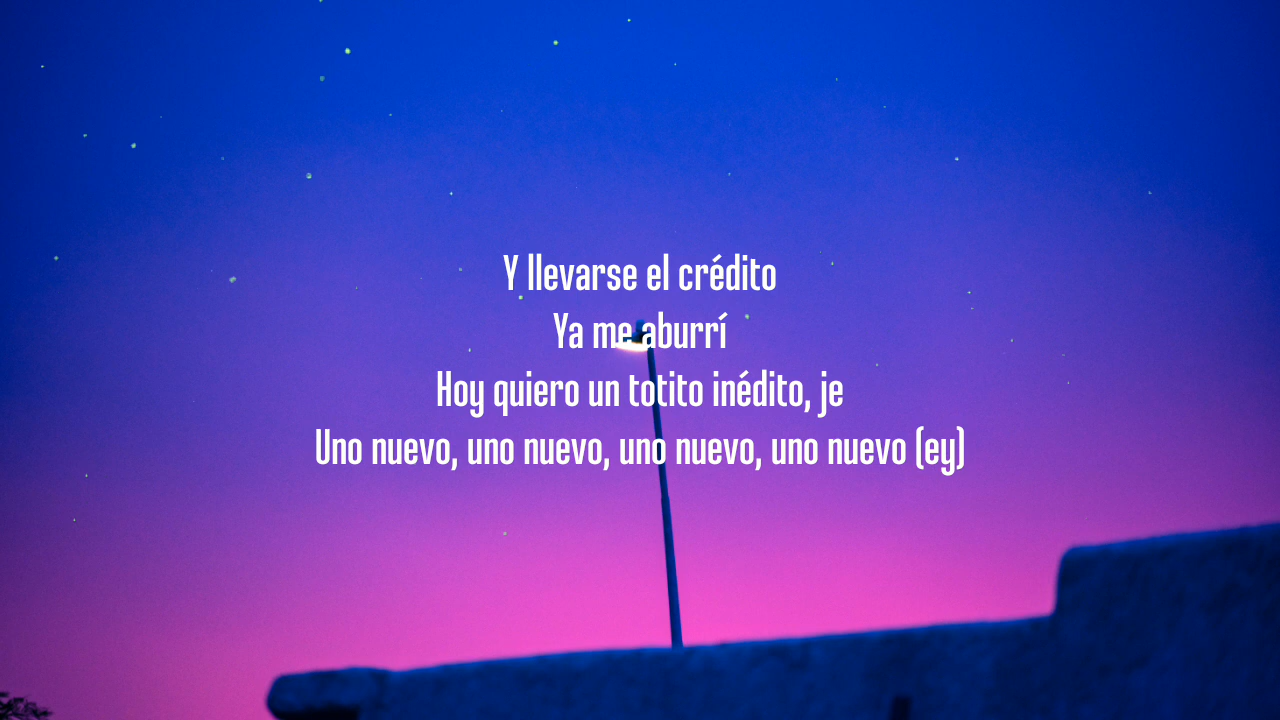 Y llevarse el crédito
Ya me aburrí
Hoy quiero un totito inédito, je
Uno nuevo, uno nuevo, uno nuevo, uno nuevo (ey)